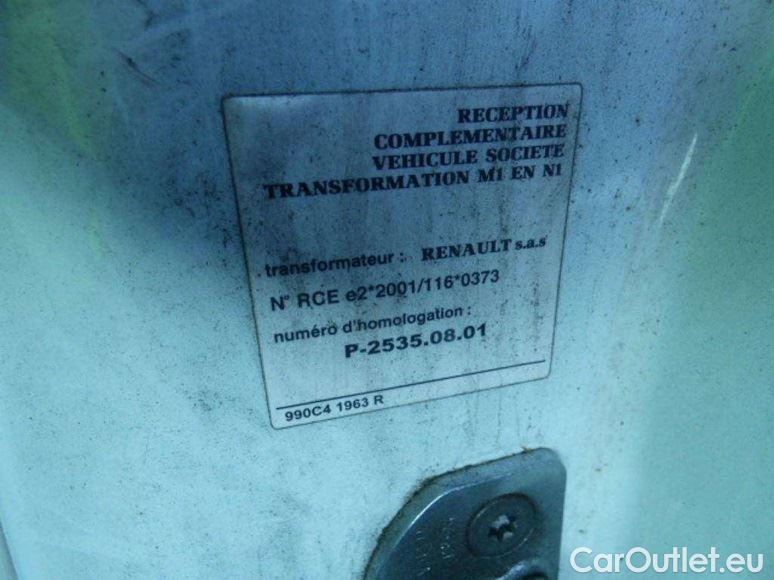 RECEPTION
COMPLEMENTAIRE
VEHICULE SOCIETE
TRANSFORMATION M1 EN N1
transformateur : RENAULT s.a.s
N° RCE e2*2001/116*0373
numéro d'homologation :
P-2535.08.01
990C4 1963 R
CarOutlet.eu